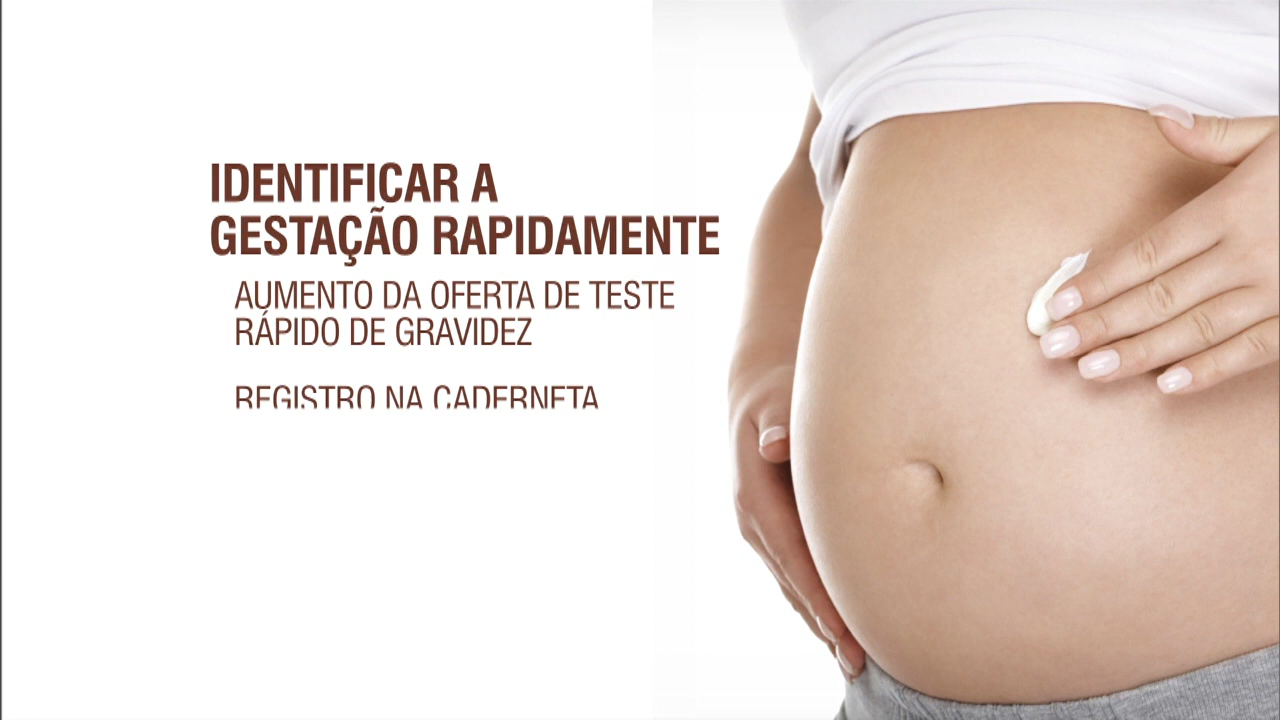 IDENTIFICAR A
GESTAÇÃO RAPIDAMENTE
AUMENTO DA OFERTA DE TESTE
RÁPIDO DE GRAVIDEZ
REGISTRO NA CADERNETA